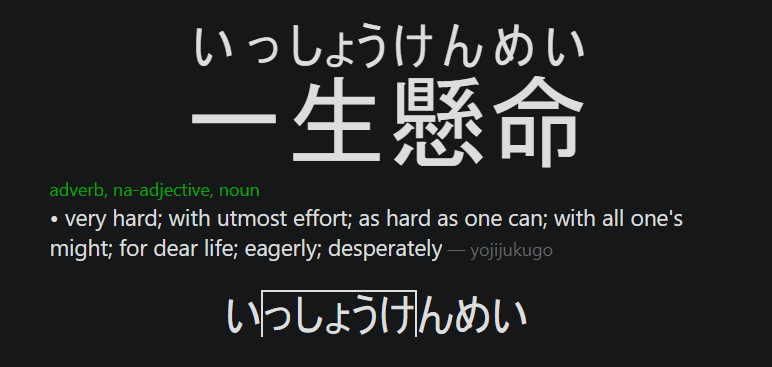 いっしょうけんめい
一生懸命
adverb, na-adjective, noun
• very hard; with utmost effort; as hard as one can; with all one's
might; for dear life; eagerly; desperately — yojijukugo
いっしょうけんめい